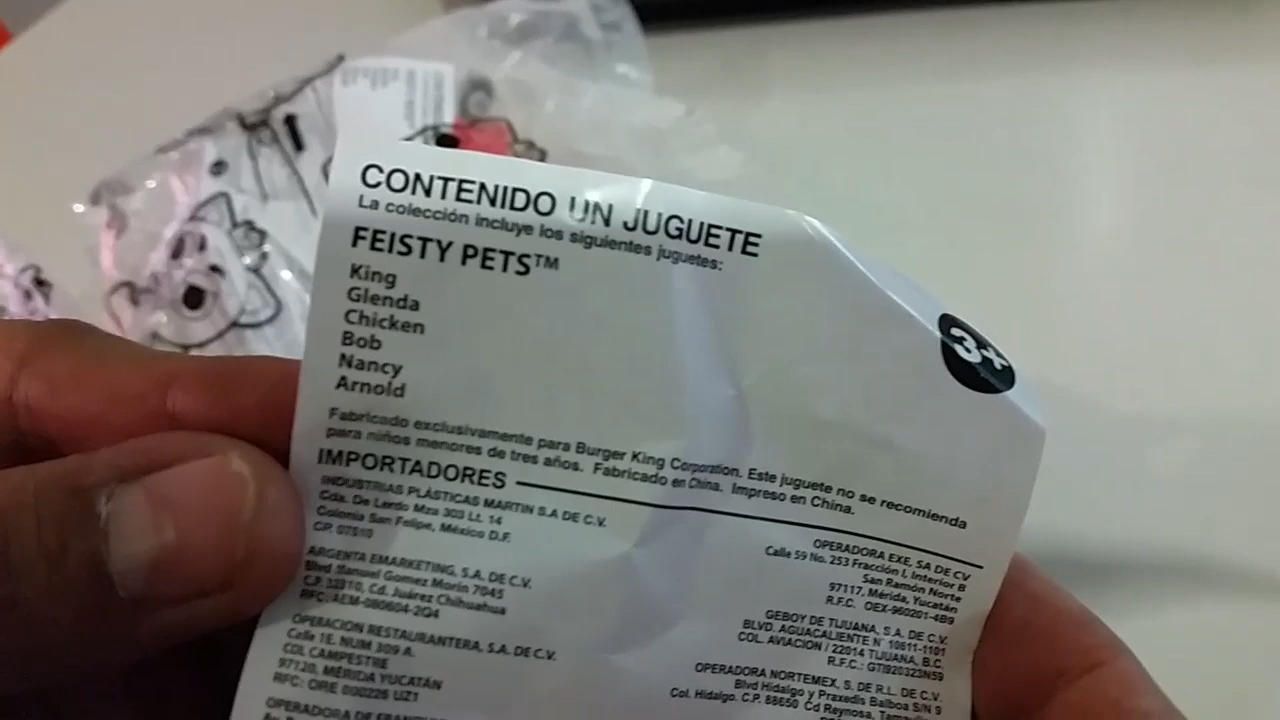 CONTENIDO UN JUGUETE
La colección incluye los siguientes juguetes:
FEISTY PETS™
King
Glenda
Chicken
Bob
Nancy
Arnold
3+
Fabricado exclusivamente para Burger King Corporation. Este juguete no se recomienda
para niños menores de tres años. Fabricado en China. Impreso en China.
IMPORTADORES
INDUSTRIAS PLÁSTICAS MARTIN S.A DE C.V.
Cda. De Lerdo Mza 303 Lt. 14
Colonia San Felipe, México D.F.
CP. 07510
ARGENTA EMARKETING, S.A. DE C.V.
Blvd Manuel Gomez Morin 7045
C.P. 32310, Cd. Juárez Chihuahua
RFC: AEM-080604-2Q4
OPERACION RESTAURANTERA, S.A. DE C.V.
Calle 1E. NUM 309 A.
COL CAMPESTRE
97120, MÉRIDA YUCATÁN
RFC: ORE 000226 UZ1
OPERADORA DE
OPERADORA EXE, SA DE CV
Calle 59 No. 253 Fracción I, Interior B
San Ramón Norte
97117, Mérida, Yucatán
R.F.C. OEX-960201-4B9
GEBOY DE TIJUANA, S.A. DE C.V.
BLVD. AGUACALIENTE N° 10611-1101
COL. AVIACION / 22014 TIJUANA, B.C.
R.F.C.: GTI920323N59
OPERADORA NORTEMEX, S. DE R.L. DE C.V.
Blvd Hidalgo y Praxedis Balboa S/N 9
Col. Hidalgo. C.P. 88650 Cd Reynosa,